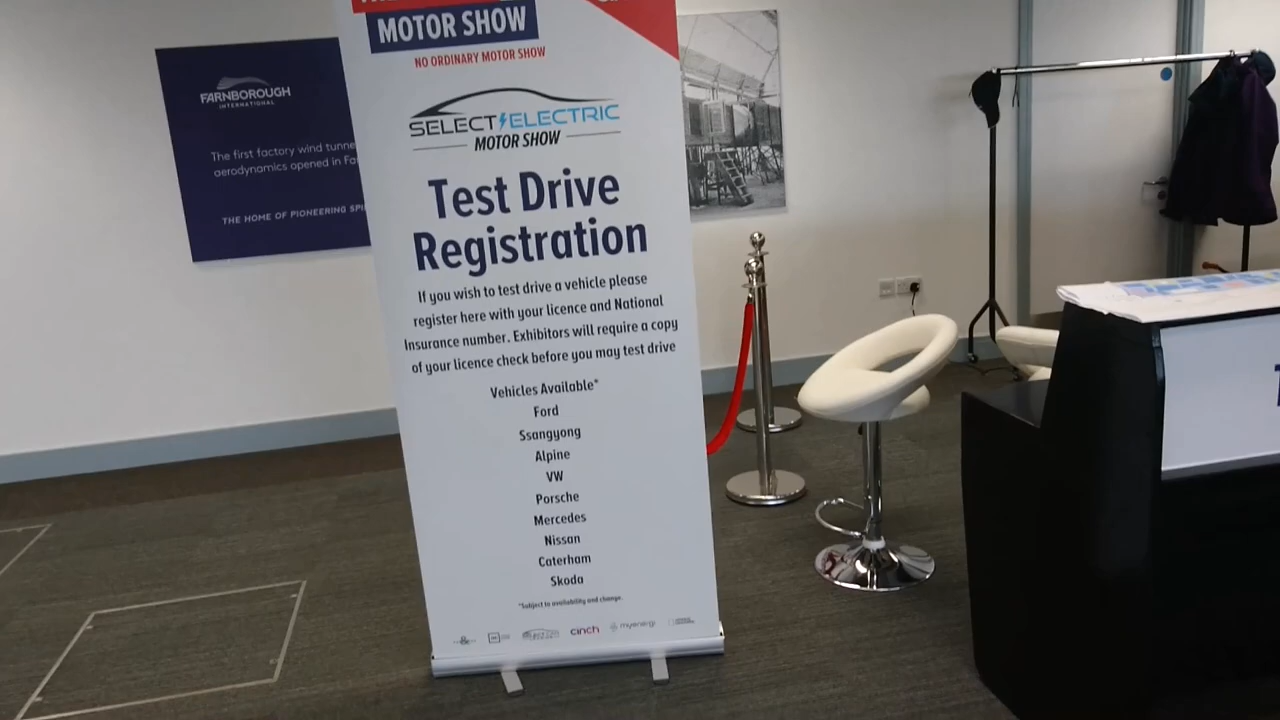 MOTOR SHOW
NO ORDINARY MOTOR SHOW
SELECT ELECTRIC
MOTOR SHOW
Test Drive
Registration
If you wish to test drive a vehicle please
register here with your licence and National
Insurance number. Exhibitors will require a copy
of your licence check before you may test drive
Vehicles Available*
Ford
Ssangyong
Alpine
VW
Porsche
Mercedes
Nissan
Caterham
Skoda
*Subject to availability and change.
cinch
myenergi
FARNBOROUGH
INTERNATIONAL
The first factory wind tunne
aerodynamics opened in Fa
THE HOME OF PIONEERING SPI